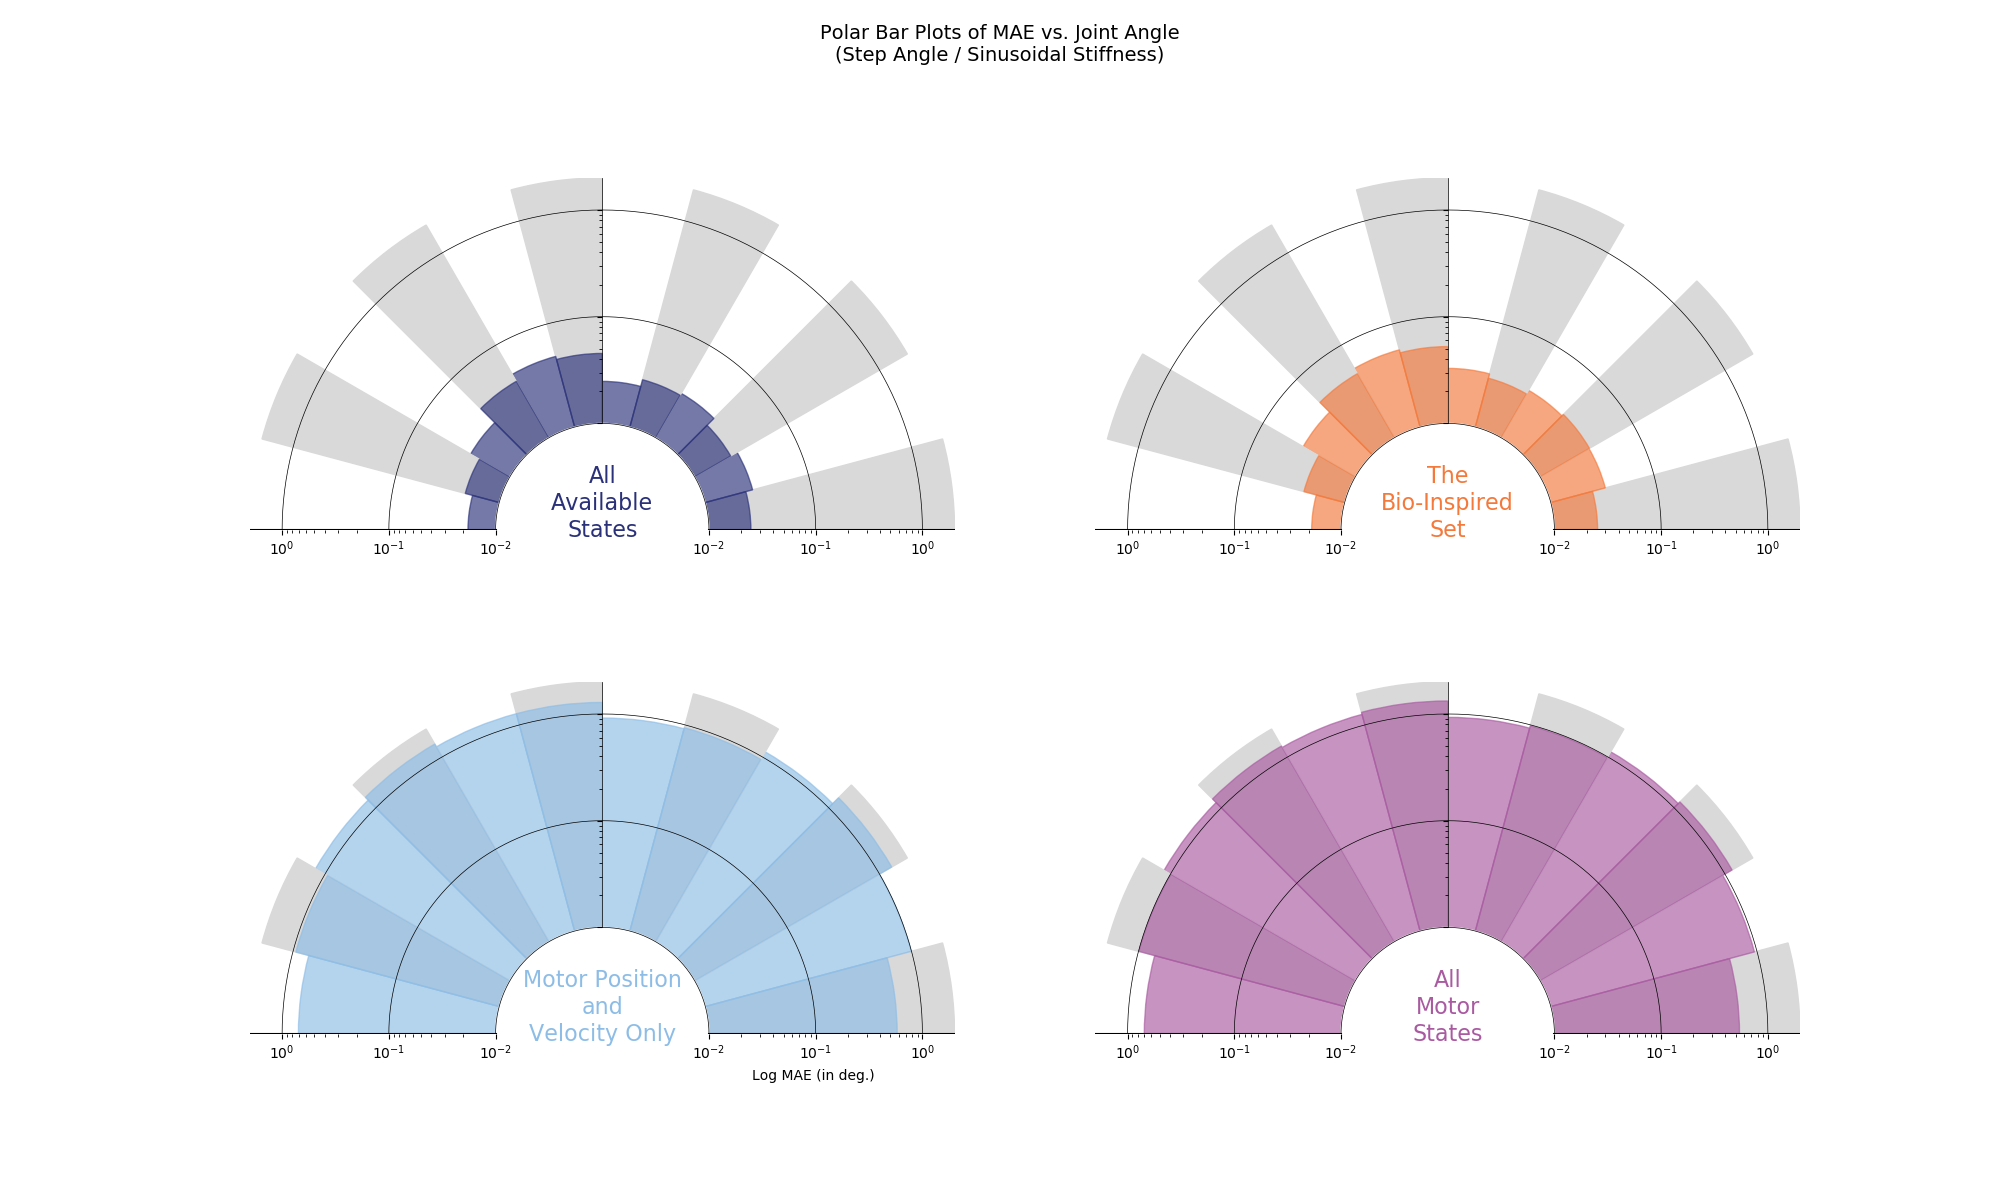 Polar Bar Plots of MAE vs. Joint Angle
(Step Angle / Sinusoidal Stiffness)
All
Available
States
10⁰ 10⁻¹ 10⁻² 10⁻² 10⁻¹ 10⁰
The
Bio-Inspired
Set
10⁰ 10⁻¹ 10⁻² 10⁻² 10⁻¹ 10⁰
Motor Position
and
Velocity Only
10⁰ 10⁻¹ 10⁻² 10⁻² 10⁻¹ 10⁰
Log MAE (in deg.)
All
Motor
States
10⁰ 10⁻¹ 10⁻² 10⁻² 10⁻¹ 10⁰